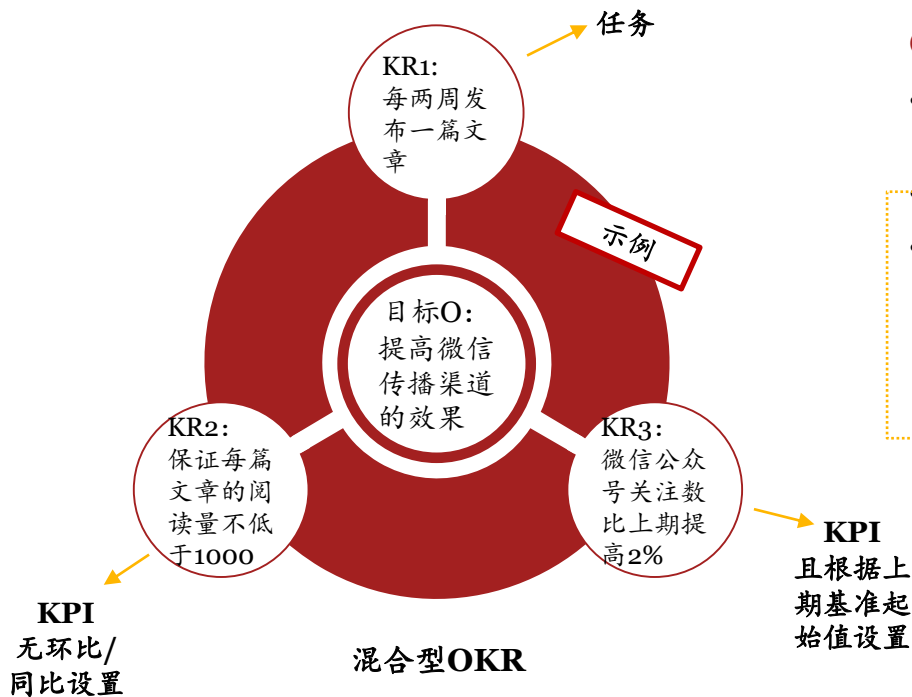 任务
KR1:
每两周发
布一篇文
章
示例
目标O:
提高微信
传播渠道
的效果
KR2:
保证每篇
文章的阅
读量不低
于1000
KR3:
微信公众
号关注数
比上期提
高2%
KPI
无环比/
同比设置
KPI
且根据上
期基准起
始值设置
混合型OKR